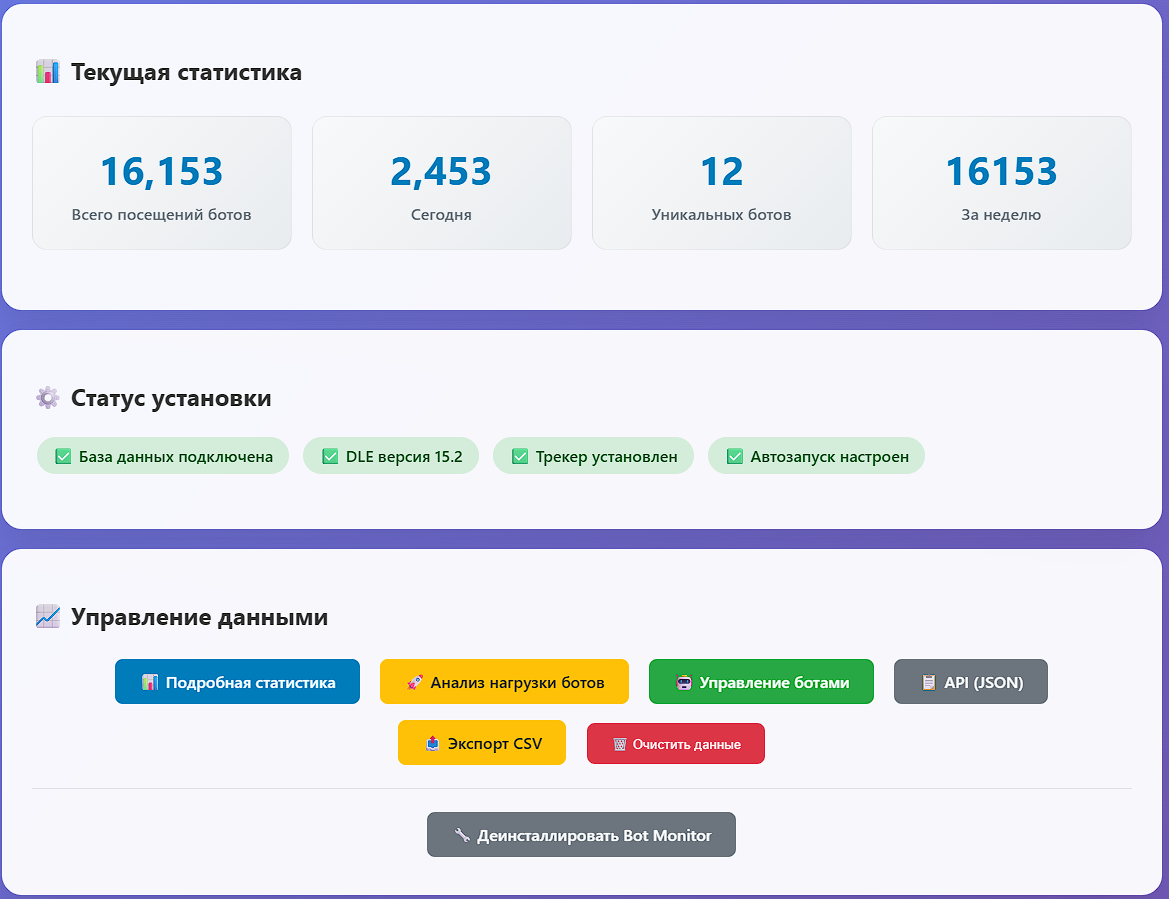 Текущая статистика
16,153
Всего посещений ботов
2,453
Сегодня
12
Уникальных ботов
16153
За неделю
Статус установки
База данных подключена
DLE версия 15.2
Трекер установлен
Автозапуск настроен
Управление данными
Подробная статистика
Анализ нагрузки ботов
Управление ботами
API (JSON)
Экспорт CSV
Очистить данные
Деинсталлировать Bot Monitor